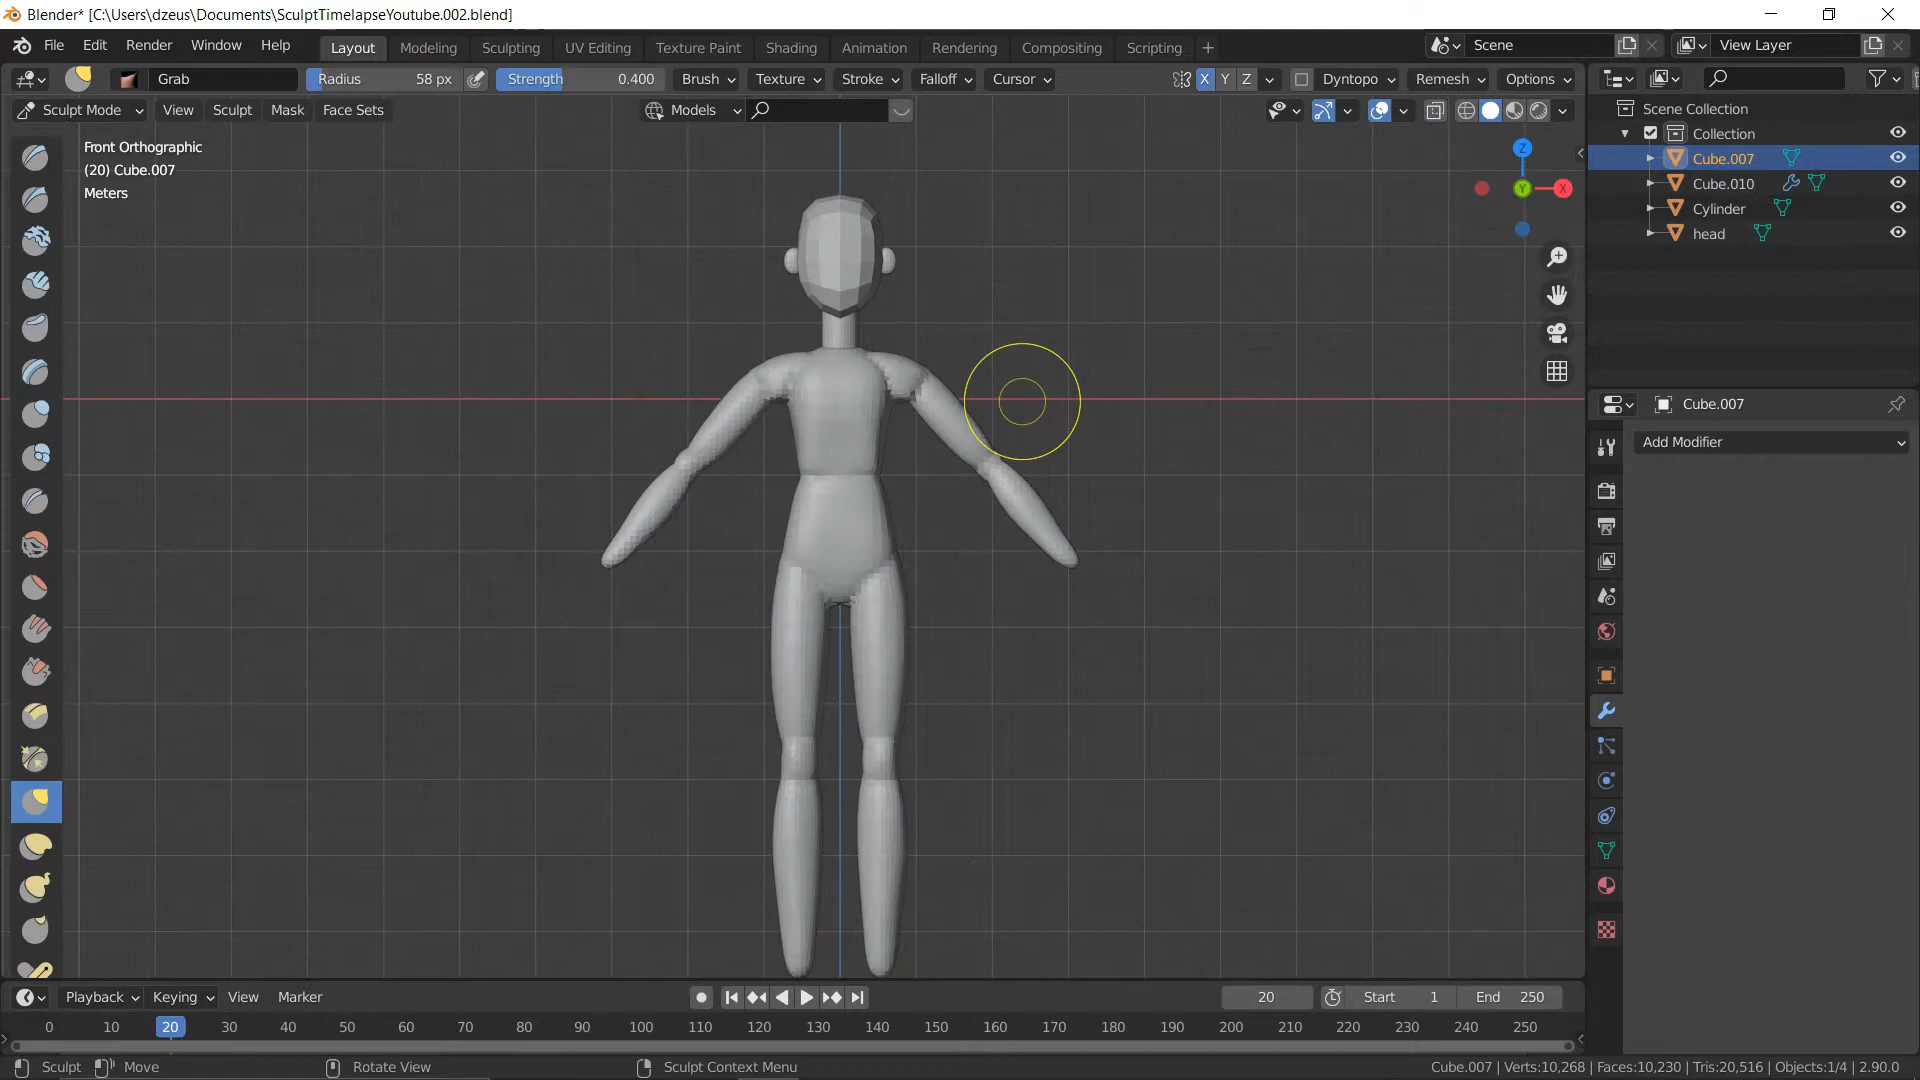 Blender* [C:\Users\dzeus\Documents\SculptTimelapseYoutube.002.blend]
File Edit Render Window Help Layout Modeling Sculpting UV Editing Texture Paint Shading Animation Rendering Compositing Scripting + Scene View Layer
Grab Radius 58 px Strength 0.400 Brush Texture Stroke Falloff Cursor X Y Z Dyntopo Remesh Options
Sculpt Mode View Sculpt Mask Face Sets Models
Scene Collection
Collection
Cube.007
Cube.010
Cylinder
head
Front Orthographic
(20) Cube.007
Meters
Z
Y X
Cube.007
Add Modifier
Playback Keying View Marker 20 Start 1 End 250
0 10 20 30 40 50 60 70 80 90 100 110 120 130 140 150 160 170 180 190 200 210 220 230 240 250
Sculpt Move Rotate View Sculpt Context Menu Cube.007 | Verts:10,268 | Faces:10,230 | Tris:20,516 | Objects:1/4 | 2.90.0